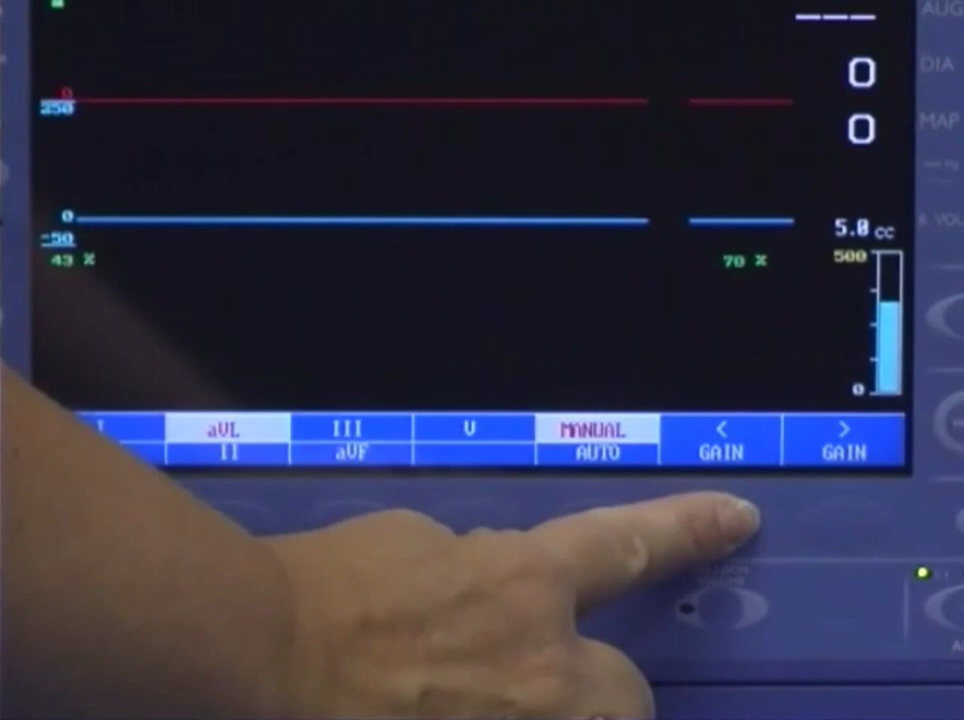 --- AUG
0 DIA
0
250
0 MAP
0
-50
5.0 cc
43 %
70 %
500
0
I aVL III V MANUAL < >
II aVF AUTO GAIN GAIN